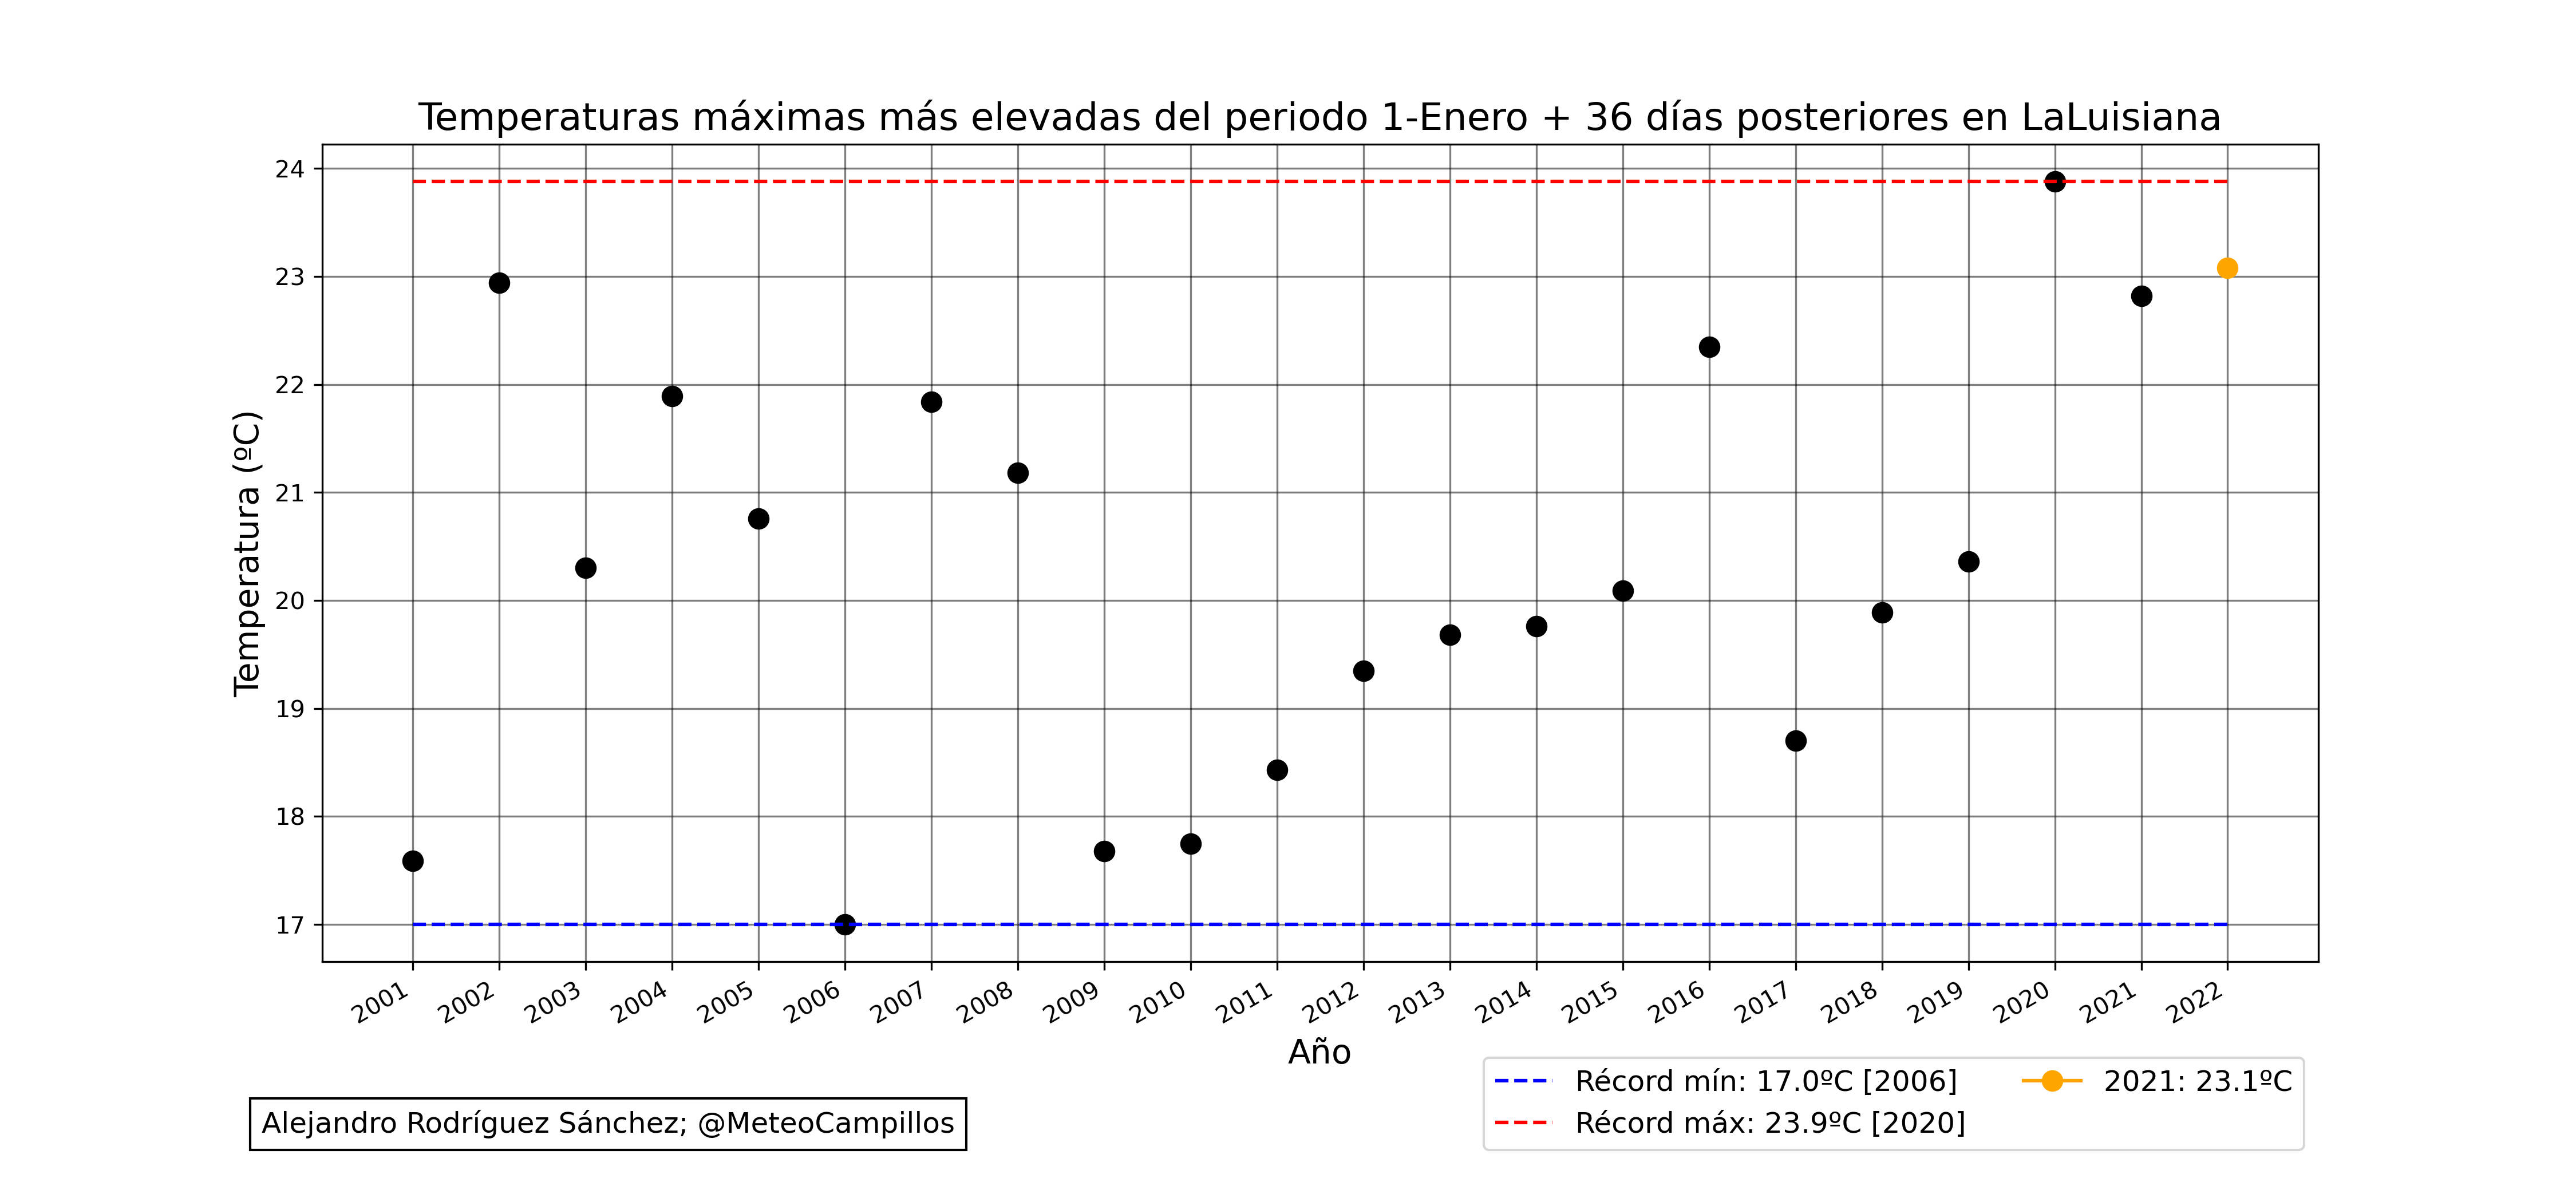 Temperaturas máximas más elevadas del periodo 1-Enero + 36 días posteriores en LaLuisiana
Temperatura (ºC)
24
23
22
21
20
19
18
17
2001 2002 2003 2004 2005 2006 2007 2008 2009 2010 2011 2012 2013 2014 2015 2016 2017 2018 2019 2020 2021 2022
Año
Récord mín: 17.0ºC [2006]
Récord máx: 23.9ºC [2020]
2021: 23.1ºC
Alejandro Rodríguez Sánchez; @MeteoCampillos